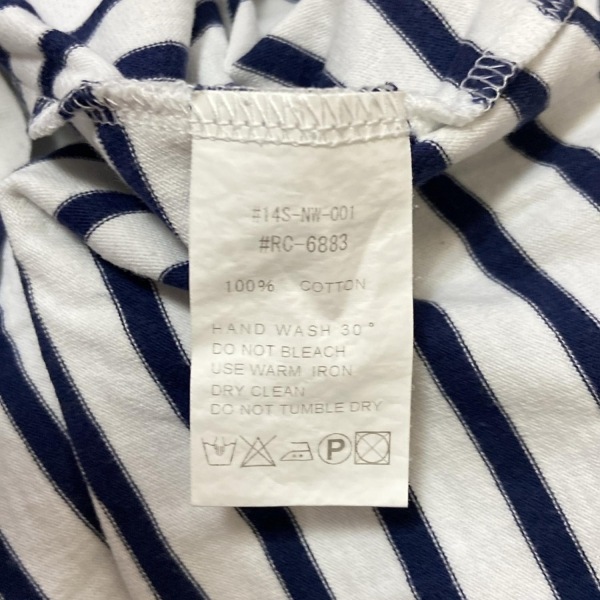 #14S-NW-001
#RC-6883
100% COTTON
HAND WASH 30°
DO NOT BLEACH
USE WARM IRON
DRY CLEAN
DO NOT TUMBLE DRY
P